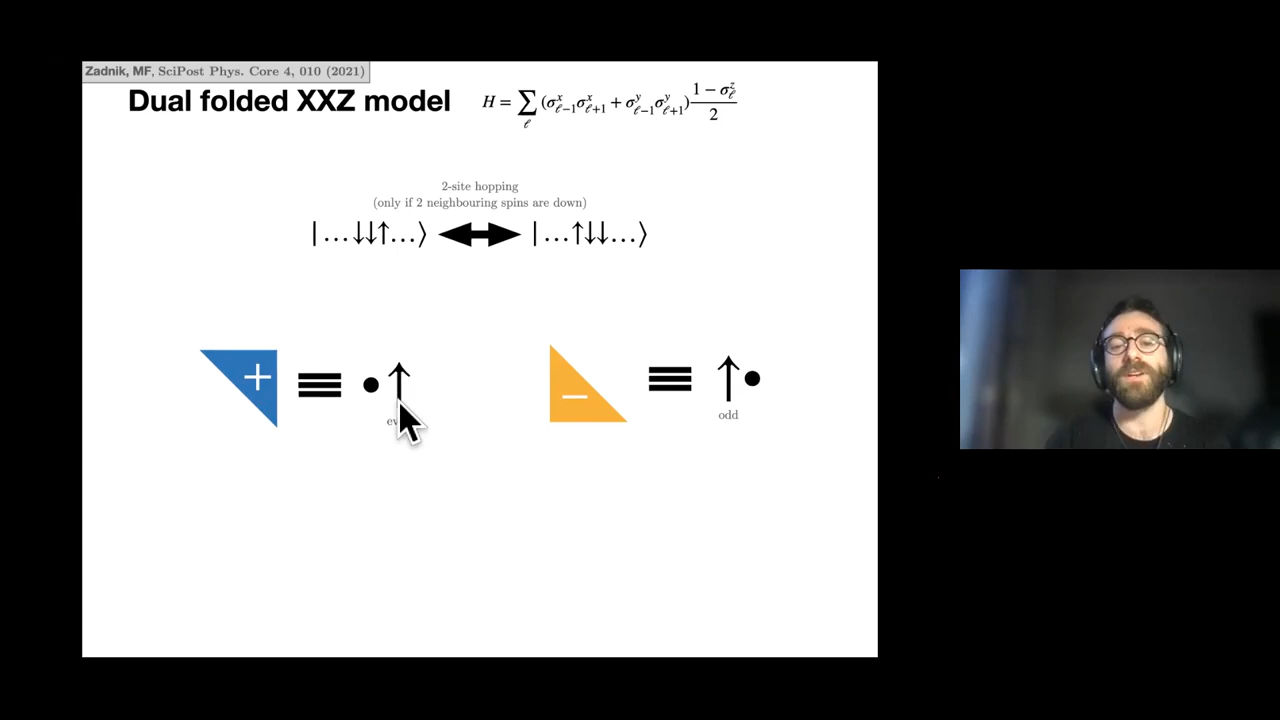 Zadnik, MF, SciPost Phys. Core 4, 010 (2021)
Dual folded XXZ model
H = ∑_ℓ (σ^x_{ℓ−1}σ^x_{ℓ+1} + σ^y_{ℓ−1}σ^y_{ℓ+1}) (1 − σ^z_ℓ)/2
2-site hopping
(only if 2 neighbouring spins are down)
|…↓↓↑…⟩ ↔ |…↑↓↓…⟩
+ ≡ •↑ − ≡ ↑•
odd